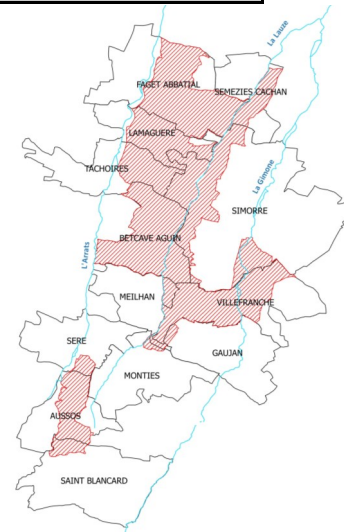 La Lauze
FAGET ABBATIAL
SEMEZIES CACHAN
LAMAGUERE
TACHOIRES
La Gimone
SIMORRE
BETCAVE AGUIN
L'Arrats
MEILHAN
VILLEFRANCHE
SERE
GAUJAN
MONTIES
AUSSOS
SAINT BLANCARD